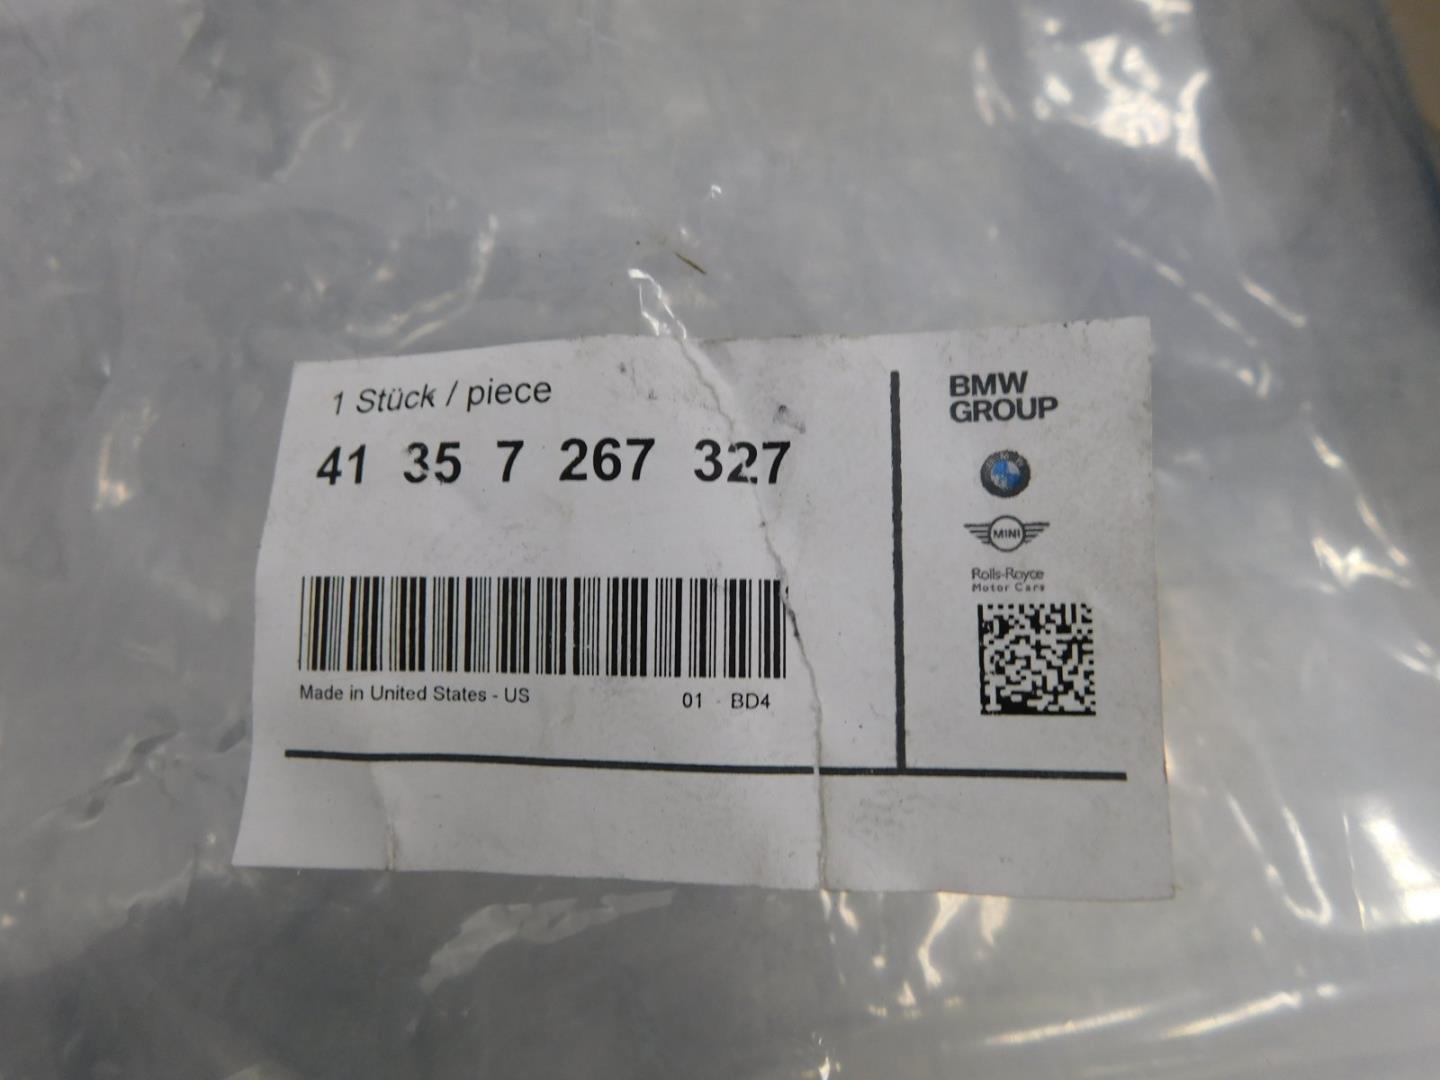 1 Stück / piece
41 35 7 267 327
Made in United States - US
01 - BD4
BMW
GROUP
MINI
Rolls-Royce
Motor Cars